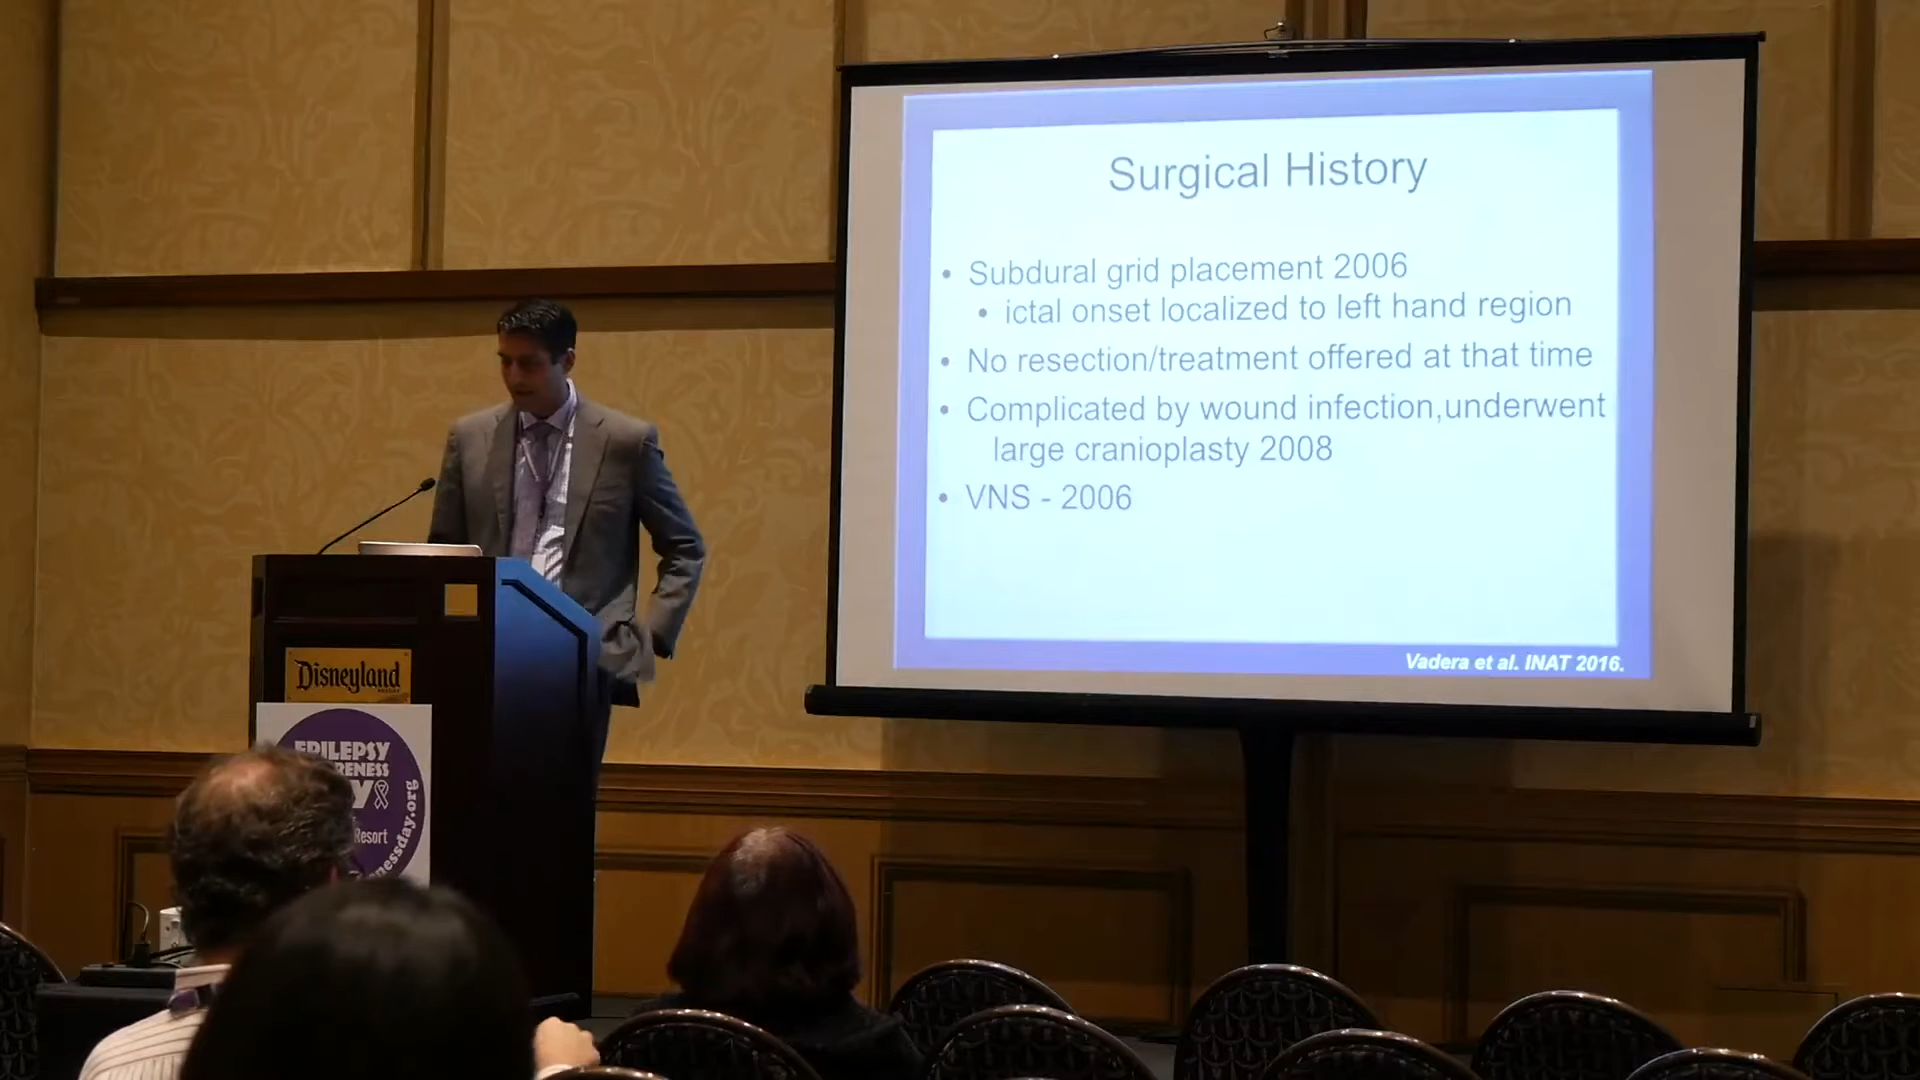 Surgical History
• Subdural grid placement 2006
• ictal onset localized to left hand region
• No resection/treatment offered at that time
• Complicated by wound infection,underwent
large cranioplasty 2008
• VNS - 2006
Vadera et al. INAT 2016.
Disneyland
EPILEPSY
Resort